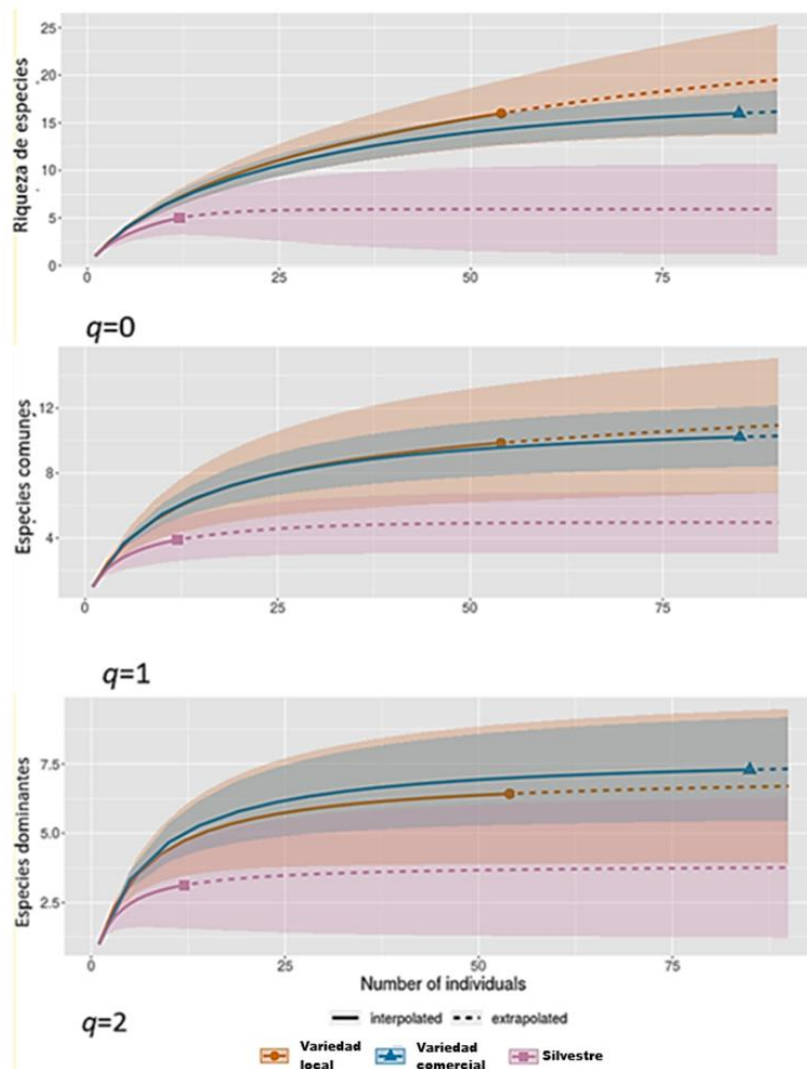 Riqueza de especies
25
20
15
10
5
0
0 25 50 75
q=0
Especies comunes
12
8
4
0 25 50 75
q=1
Especies dominantes
7.5
5.0
2.5
0 25 50 75
Number of individuals
q=2
interpolated extrapolated
Variedad local
Variedad comercial
Silvestre